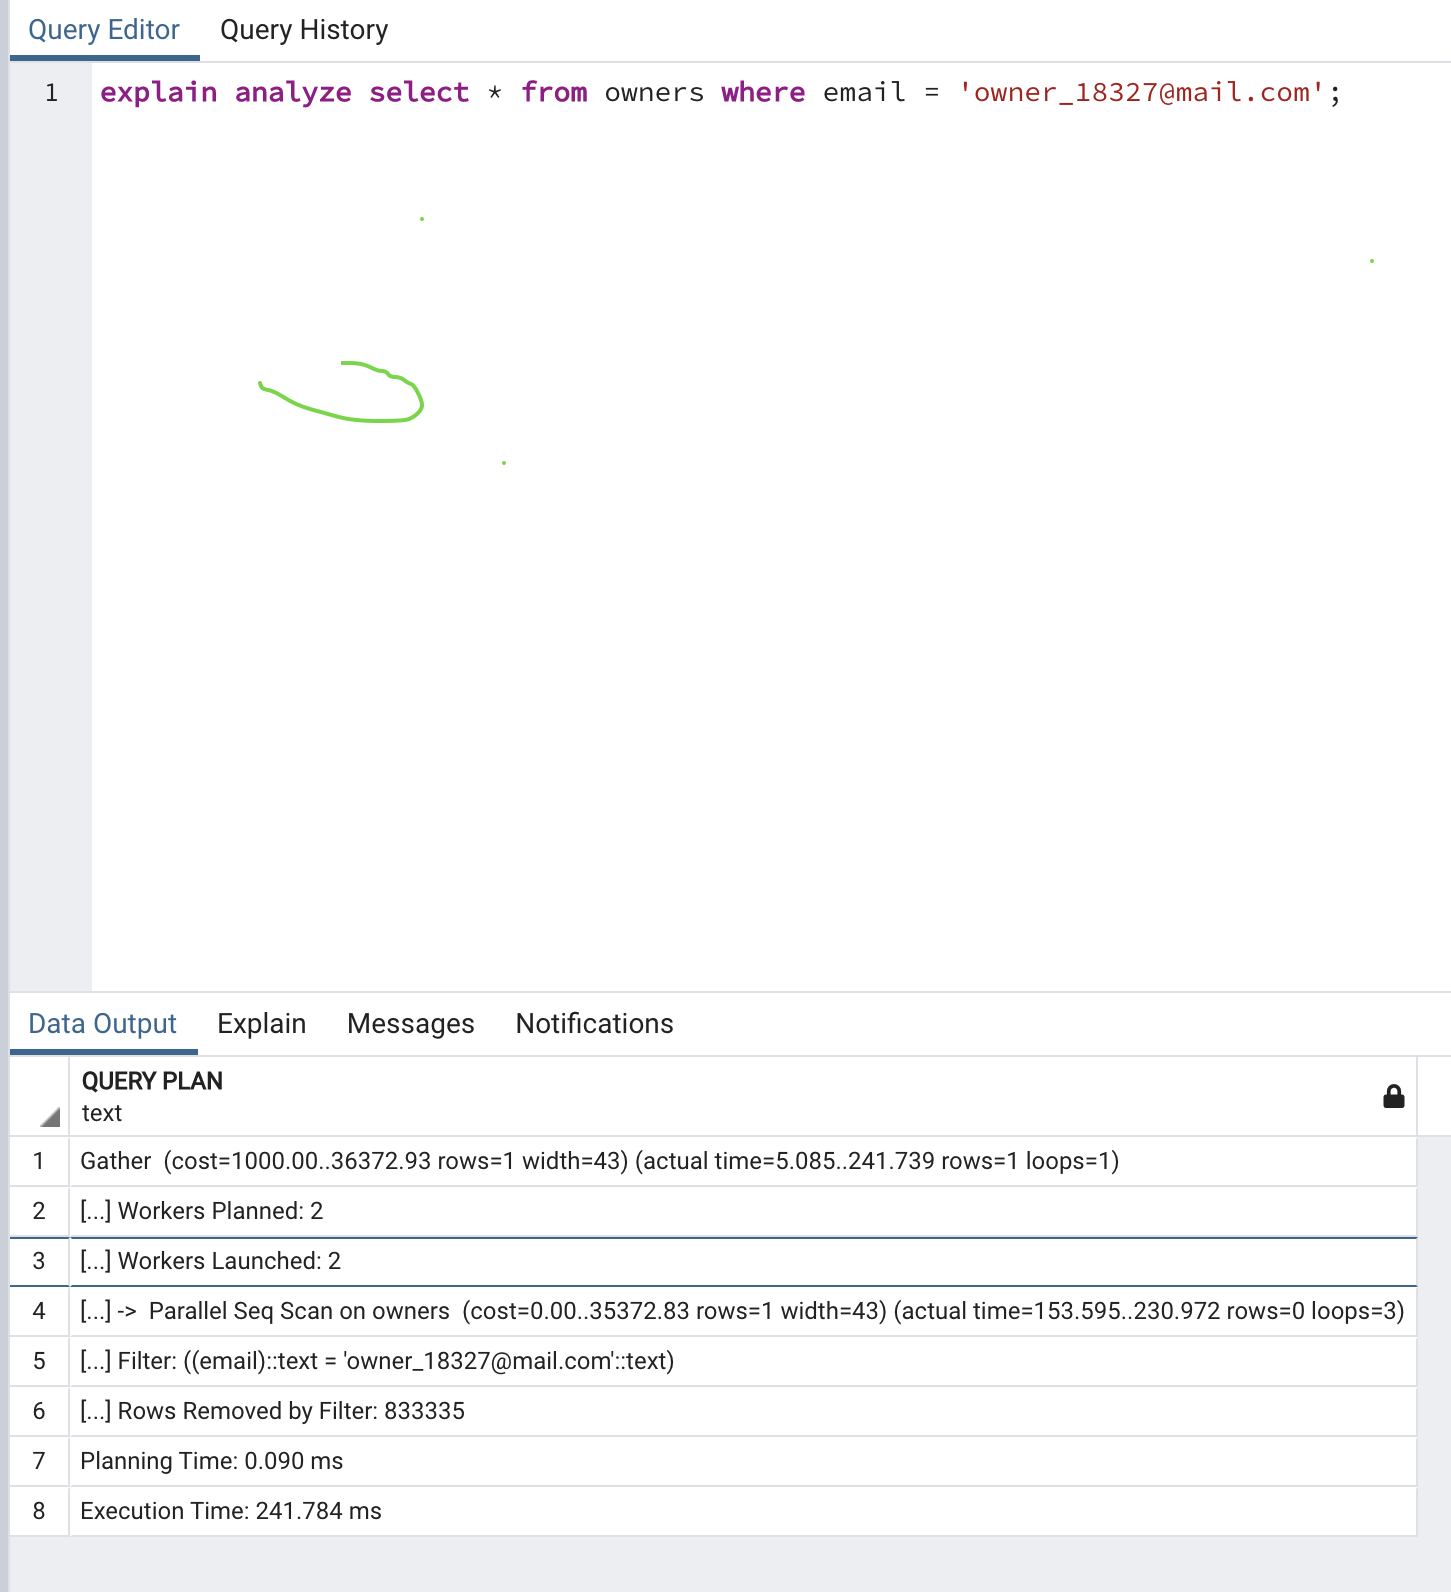 Query Editor Query History
1 explain analyze select * from owners where email = 'owner_18327@mail.com';
Data Output Explain Messages Notifications
QUERY PLAN
text
1 Gather (cost=1000.00..36372.93 rows=1 width=43) (actual time=5.085..241.739 rows=1 loops=1)
2 [...] Workers Planned: 2
3 [...] Workers Launched: 2
4 [...] -> Parallel Seq Scan on owners (cost=0.00..35372.83 rows=1 width=43) (actual time=153.595..230.972 rows=0 loops=3)
5 [...] Filter: ((email)::text = 'owner_18327@mail.com'::text)
6 [...] Rows Removed by Filter: 833335
7 Planning Time: 0.090 ms
8 Execution Time: 241.784 ms